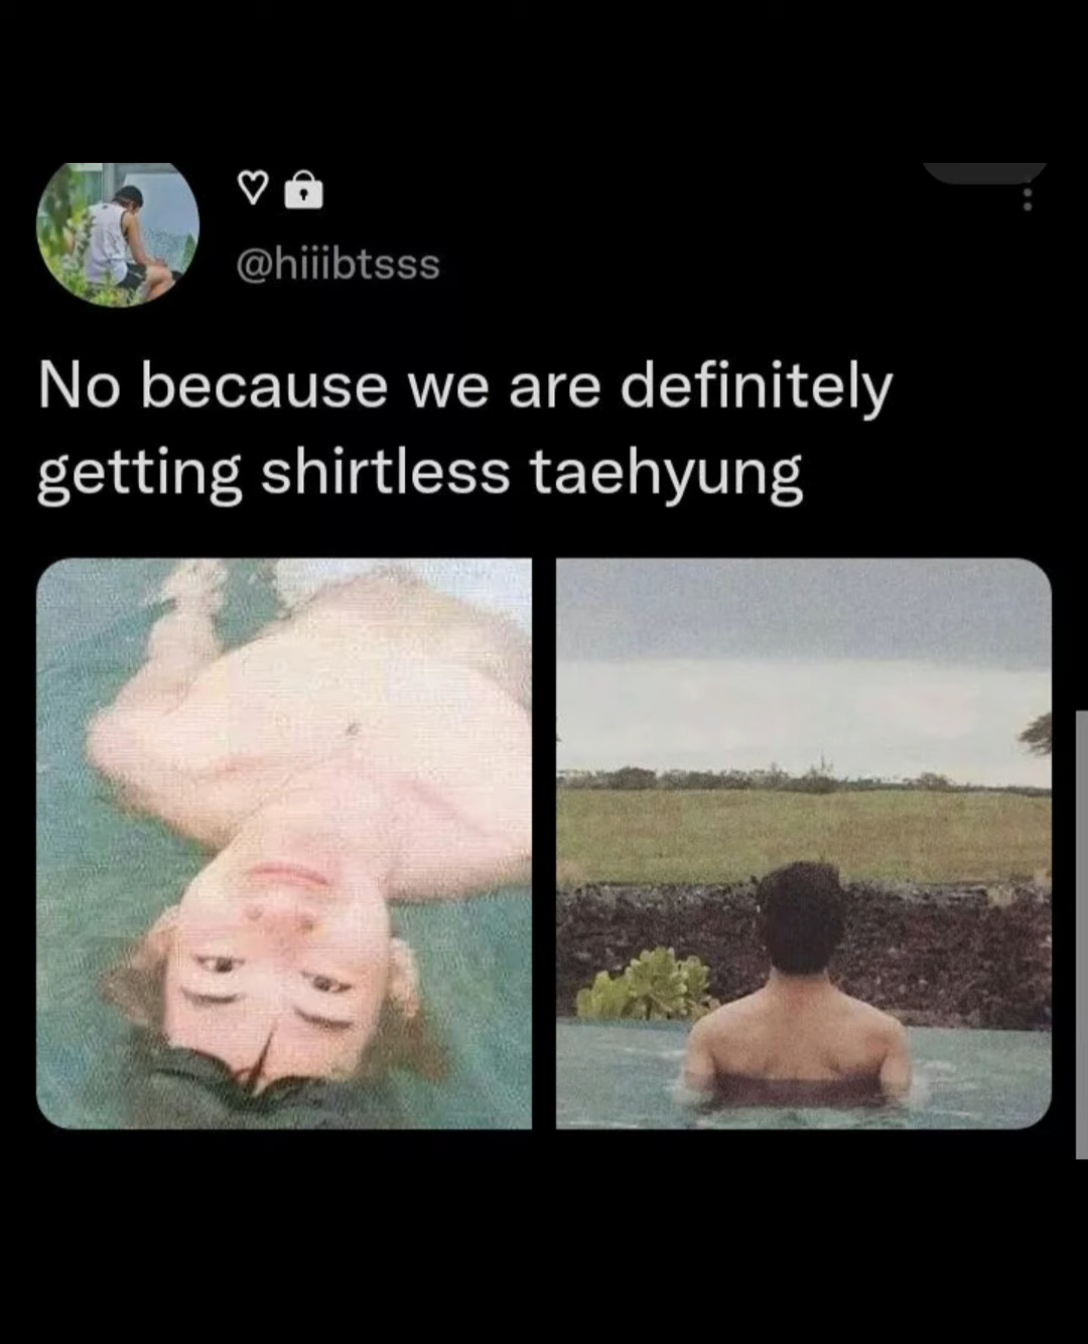 ♡ 🔒
@hiiibtsss
No because we are definitely
getting shirtless taehyung